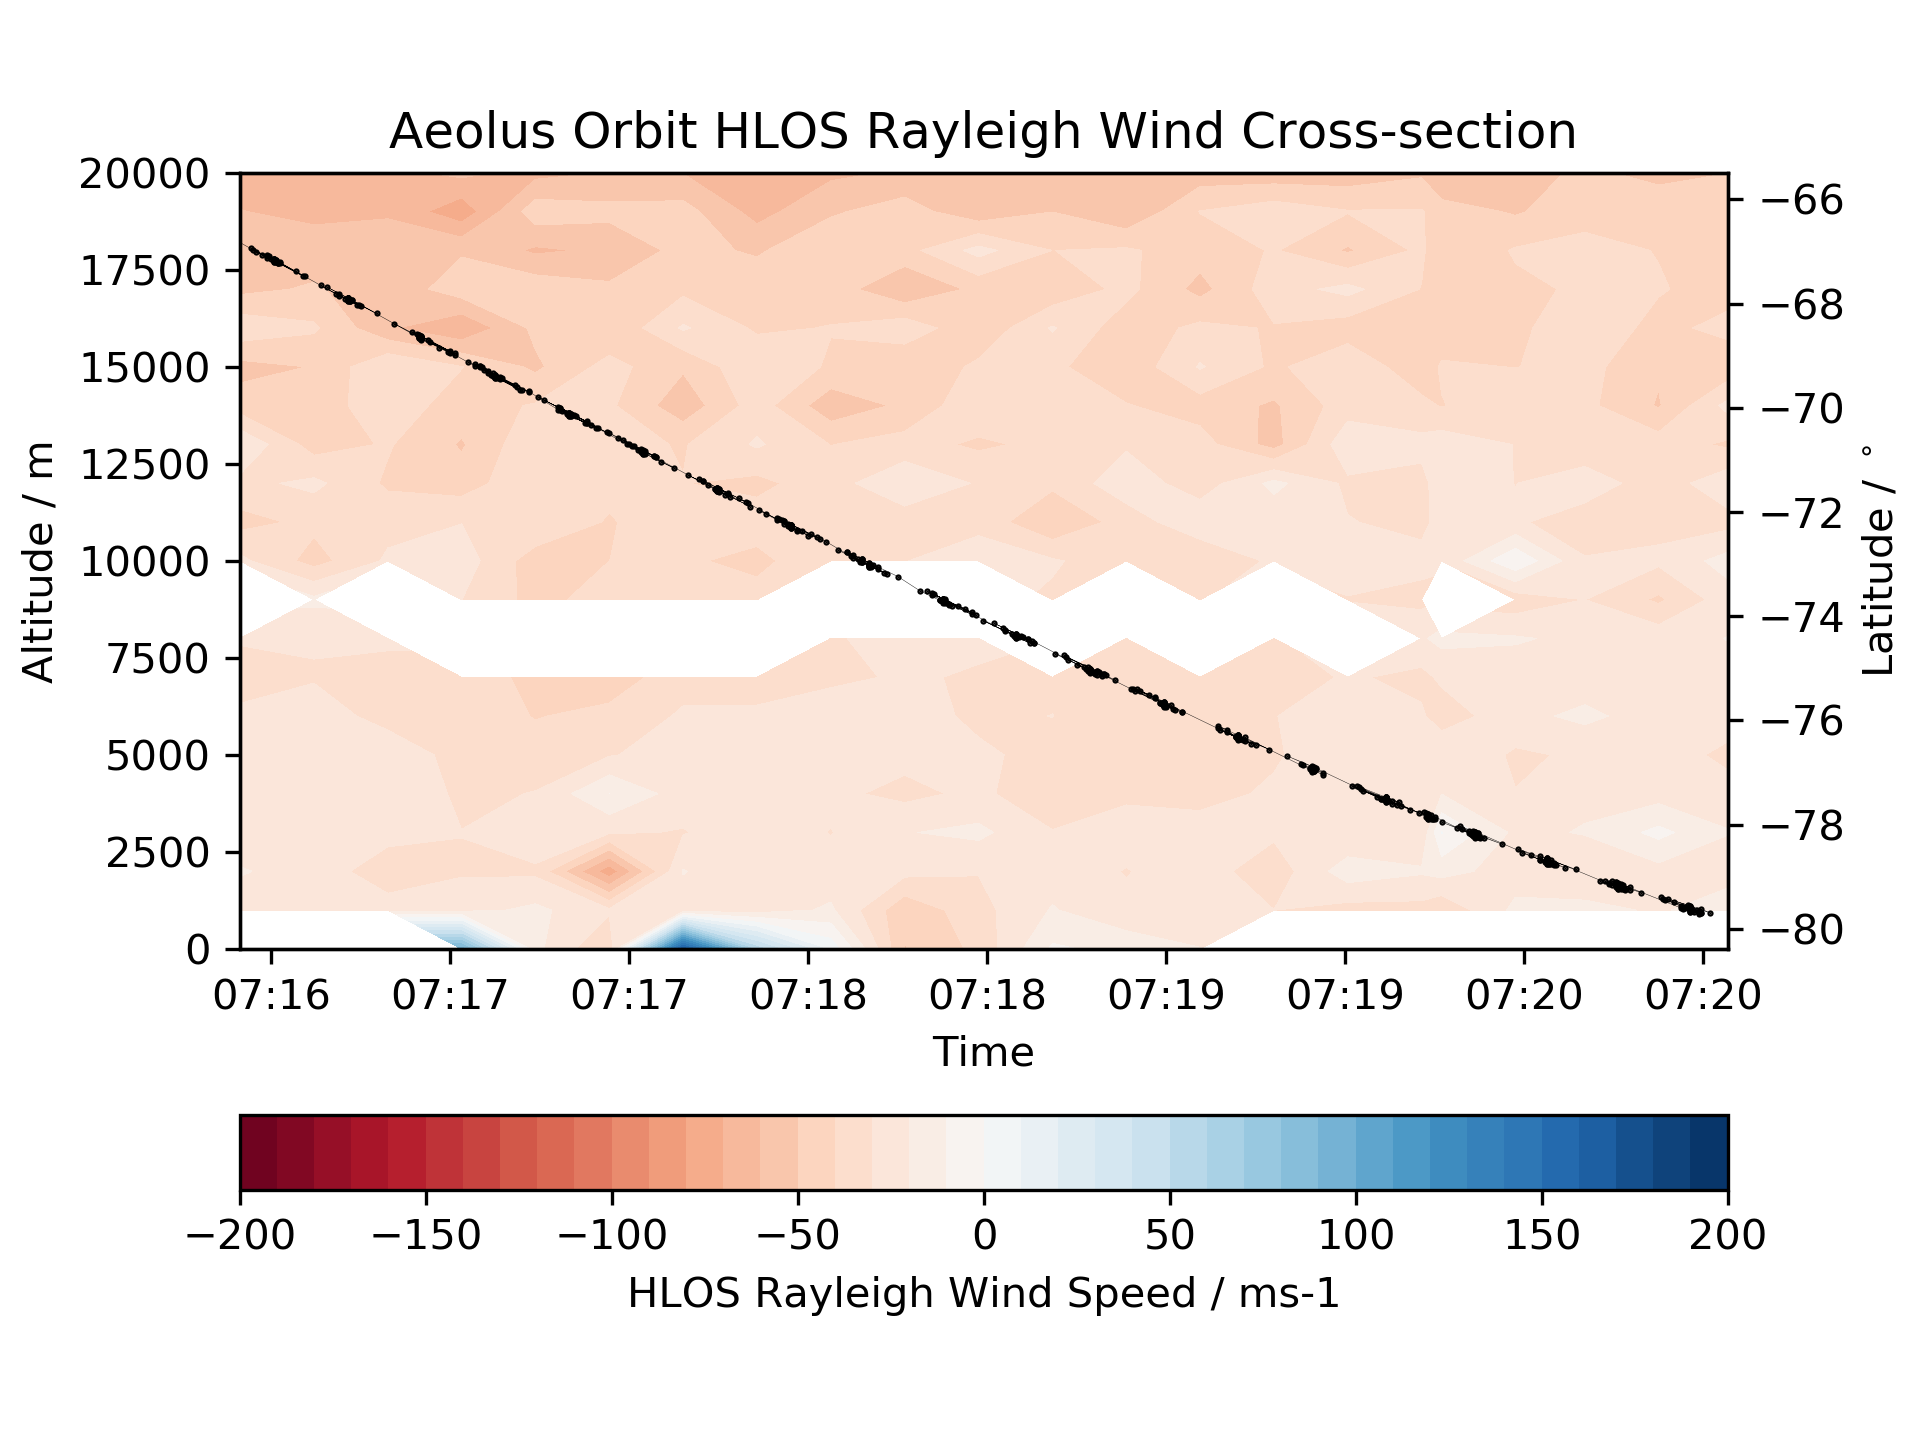 Aeolus Orbit HLOS Rayleigh Wind Cross-section
20000
17500
15000
12500
10000
7500
5000
2500
0
Altitude / m
−66
−68
−70
−72
−74
−76
−78
−80
Latitude / °
07:16 07:17 07:17 07:18 07:18 07:19 07:19 07:20 07:20
Time
−200 −150 −100 −50 0 50 100 150 200
HLOS Rayleigh Wind Speed / ms-1